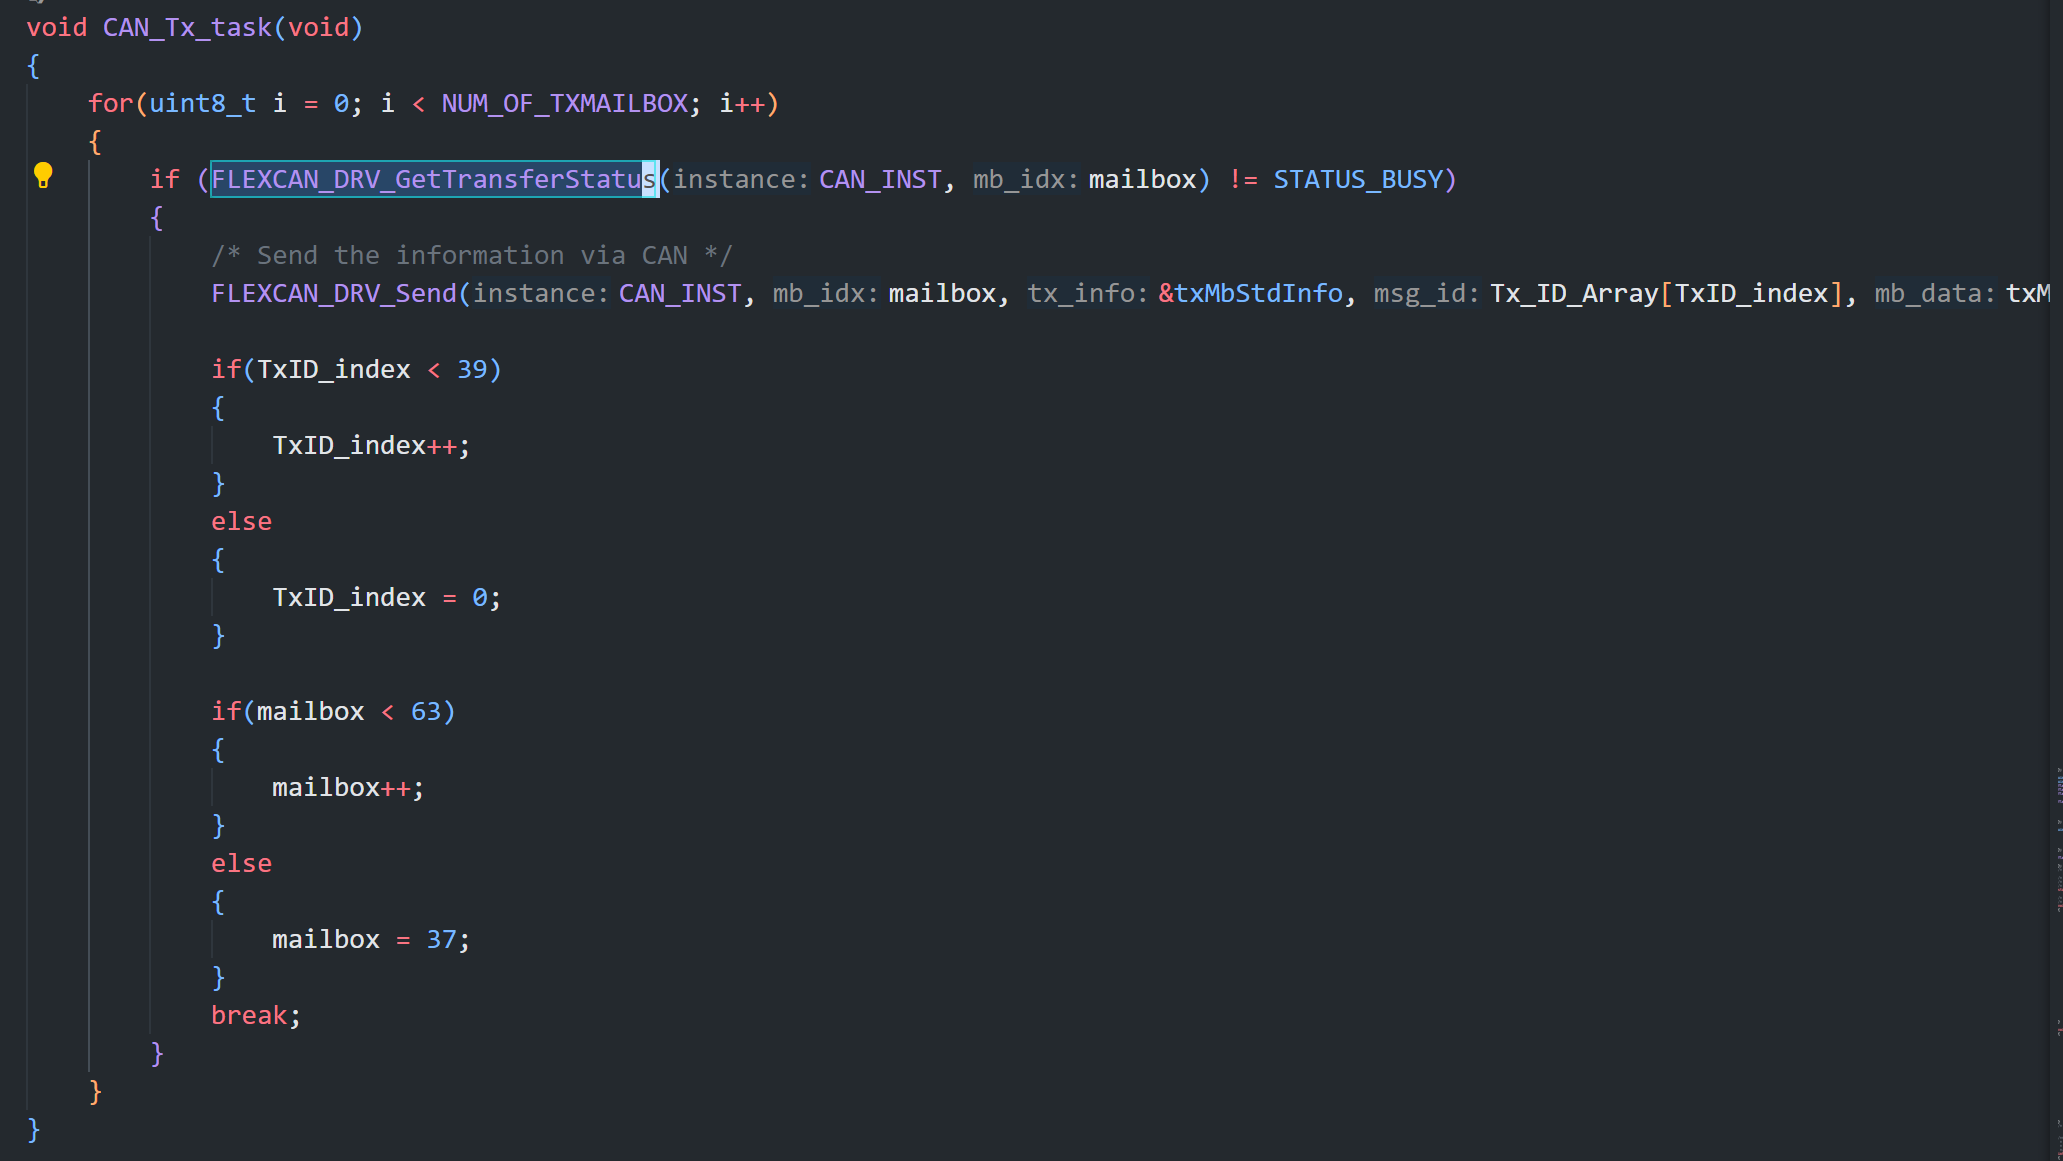 void CAN_Tx_task(void)
{
for(uint8_t i = 0; i < NUM_OF_TXMAILBOX; i++)
{
if (FLEXCAN_DRV_GetTransferStatus(instance: CAN_INST, mb_idx: mailbox) != STATUS_BUSY)
{
/* Send the information via CAN */
FLEXCAN_DRV_Send(instance: CAN_INST, mb_idx: mailbox, tx_info: &txMbStdInfo, msg_id: Tx_ID_Array[TxID_index], mb_data: txM
if(TxID_index < 39)
{
TxID_index++;
}
else
{
TxID_index = 0;
}
if(mailbox < 63)
{
mailbox++;
}
else
{
mailbox = 37;
}
break;
}
}
}